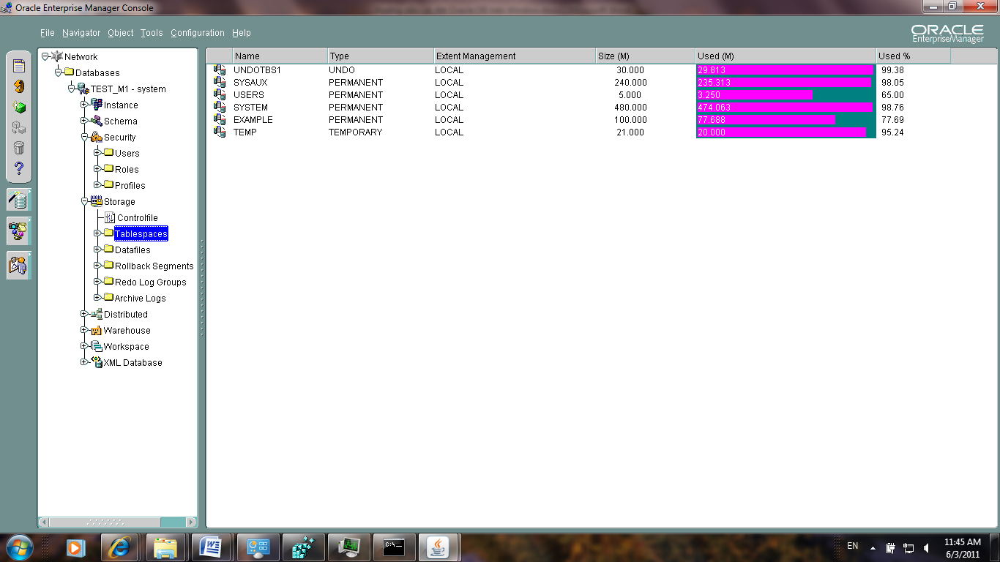 Oracle Enterprise Manager Console
File Navigator Object Tools Configuration Help
ORACLE
EnterpriseManager
Network
Databases
TEST_M1 - system
Instance
Schema
Security
Users
Roles
Profiles
Storage
Controlfile
Tablespaces
Datafiles
Rollback Segments
Redo Log Groups
Archive Logs
Distributed
Warehouse
Workspace
XML Database
Name Type Extent Management Size (M) Used (M) Used %
UNDOTBS1 UNDO LOCAL 30.000 29.813 99.38
SYSAUX PERMANENT LOCAL 240.000 235.313 98.05
USERS PERMANENT LOCAL 5.000 3.250 65.00
SYSTEM PERMANENT LOCAL 480.000 474.063 98.76
EXAMPLE PERMANENT LOCAL 100.000 77.688 77.69
TEMP TEMPORARY LOCAL 21.000 20.000 95.24
EN
11:45 AM
6/3/2011